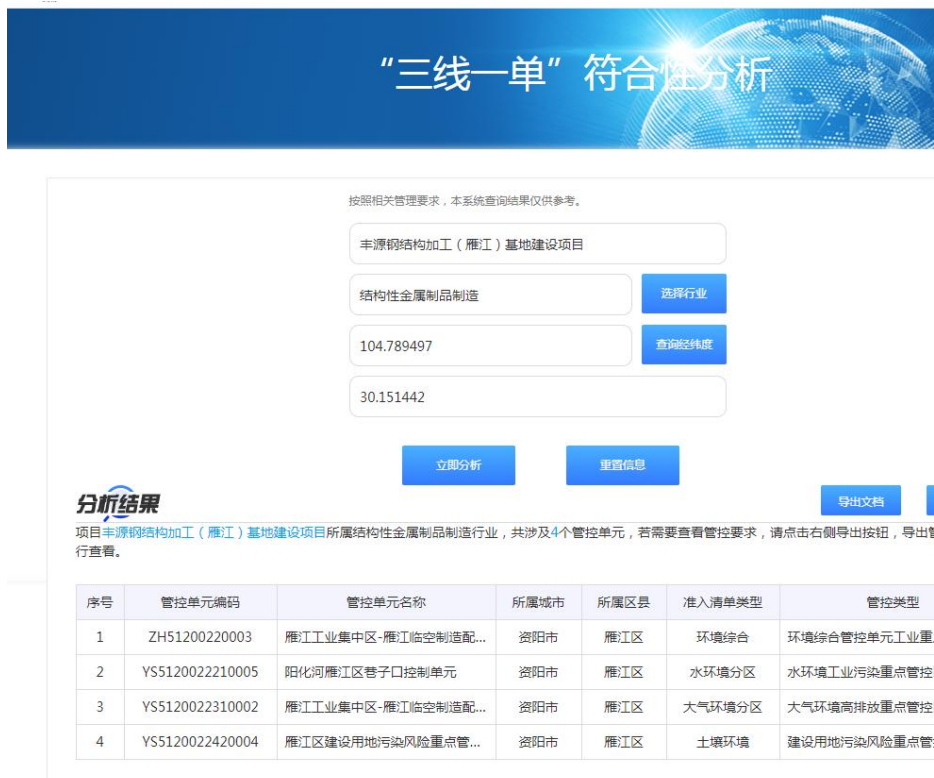 “三线一单”符合性分析
按照相关管理要求，本系统查询结果仅供参考。
丰源钢结构加工（雁江）基地建设项目
结构性金属制品制造
选择行业
104.789497
查询经纬度
30.151442
立即分析
重置信息
分析结果
导出文档
项目丰源钢结构加工（雁江）基地建设项目所属结构性金属制品制造行业，共涉及4个管控单元，若需要查看管控要求，请点击右侧导出按钮，导出管
行查看。
序号 管控单元编码 管控单元名称 所属城市 所属区县 准入清单类型 管控类型
1 ZH51200220003 雁江工业集中区-雁江临空制造配... 资阳市 雁江区 环境综合 环境综合管控单元工业重
2 YS5120022210005 阳化河雁江区巷子口控制单元 资阳市 雁江区 水环境分区 水环境工业污染重点管控
3 YS5120022310002 雁江工业集中区-雁江临空制造配... 资阳市 雁江区 大气环境分区 大气环境高排放重点管控
4 YS5120022420004 雁江区建设用地污染风险重点管... 资阳市 雁江区 土壤环境 建设用地污染风险重点管